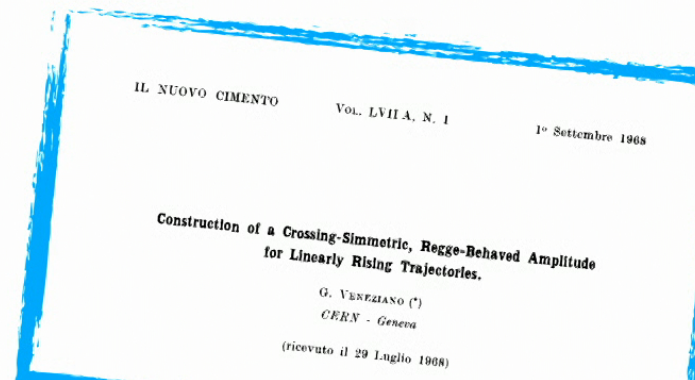 IL NUOVO CIMENTO
VOL. LVII A, N. 1
1º Settembre 1968
Construction of a Crossing-Simmetric, Regge-Behaved Amplitude
for Linearly Rising Trajectories.
G. VENEZIANO (*)
CERN - Geneva
(ricevuto il 29 Luglio 1968)